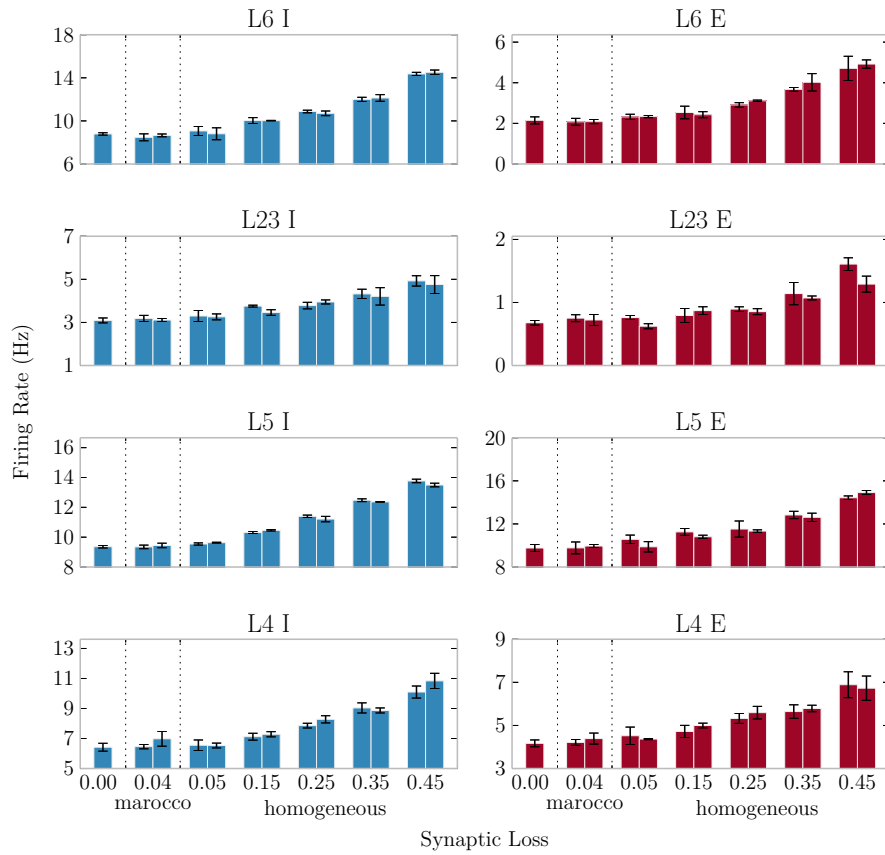 L6 I
L6 E
18
14
10
6
6
4
2
0
L23 I
L23 E
7
5
3
1
2
1
0
Firing Rate (Hz)
L5 I
L5 E
16
14
12
10
8
20
16
12
8
L4 I
L4 E
13
11
9
7
5
9
7
5
3
0.00 0.04 0.05 0.15 0.25 0.35 0.45
0.00 0.04 0.05 0.15 0.25 0.35 0.45
marocco homogeneous
marocco homogeneous
Synaptic Loss